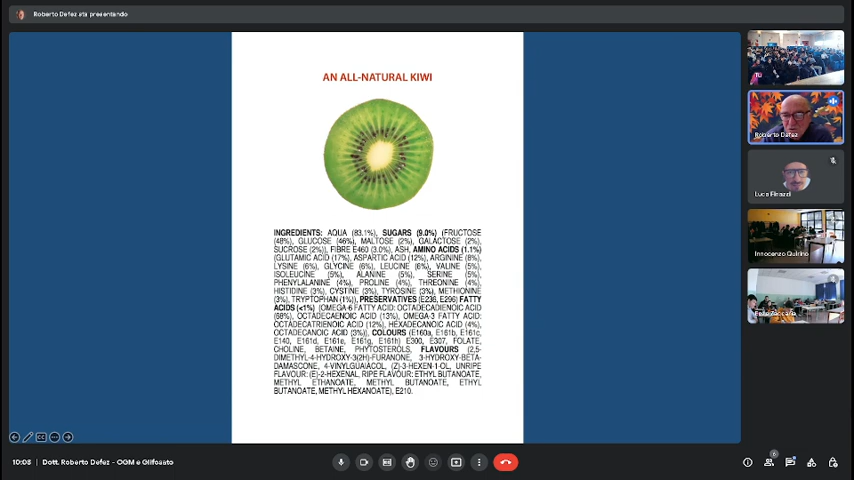 Roberto Defez sta presentando
AN ALL-NATURAL KIWI
INGREDIENTS: AQUA (83.1%), SUGARS (9.0%) (FRUCTOSE
(48%), GLUCOSE (46%), MALTOSE (2%), GALACTOSE (2%),
SUCROSE (2%)), FIBRE E460 (3.0%), ASH, AMINO ACIDS (1.1%)
(GLUTAMIC ACID (17%), ASPARTIC ACID (12%), ARGININE (8%),
LYSINE (6%), GLYCINE (6%), LEUCINE (6%), VALINE (5%),
ISOLEUCINE (5%), ALANINE (5%), SERINE (5%),
PHENYLALANINE (4%), PROLINE (4%), THREONINE (4%),
HISTIDINE (3%), CYSTINE (3%), TYROSINE (3%), METHIONINE
(3%), TRYPTOPHAN (1%)), PRESERVATIVES (E236, E296) FATTY
ACIDS (<1%) (OMEGA-6 FATTY ACID: OCTADECADIENOIC ACID
(68%), OCTADECAENOIC ACID (13%), OMEGA-3 FATTY ACID:
OCTADECATRIENOIC ACID (12%), HEXADECANOIC ACID (4%),
OCTADECANOIC ACID (3%)), COLOURS (E160a, E161b, E161c,
E140, E161d, E161e, E161g, E161h) E300, E307, FOLATE,
CHOLINE, BETAINE, PHYTOSTEROLS, FLAVOURS (2,5-
DIMETHYL-4-HYDROXY-3(2H)-FURANONE, 3-HYDROXY-BETA-
DAMASCONE, 4-VINYLGUAIACOL, (Z)-3-HEXEN-1-OL, UNRIPE
FLAVOUR: (E)-2-HEXENAL, RIPE FLAVOUR: ETHYL BUTANOATE,
METHYL ETHANOATE, METHYL BUTANOATE, ETHYL
BUTANOATE, METHYL HEXANOATE), E210.
TU
Roberto Defez
Innocenzo Quirino
10:08 | Dott. Roberto Defez - OGM e Glifosato
6